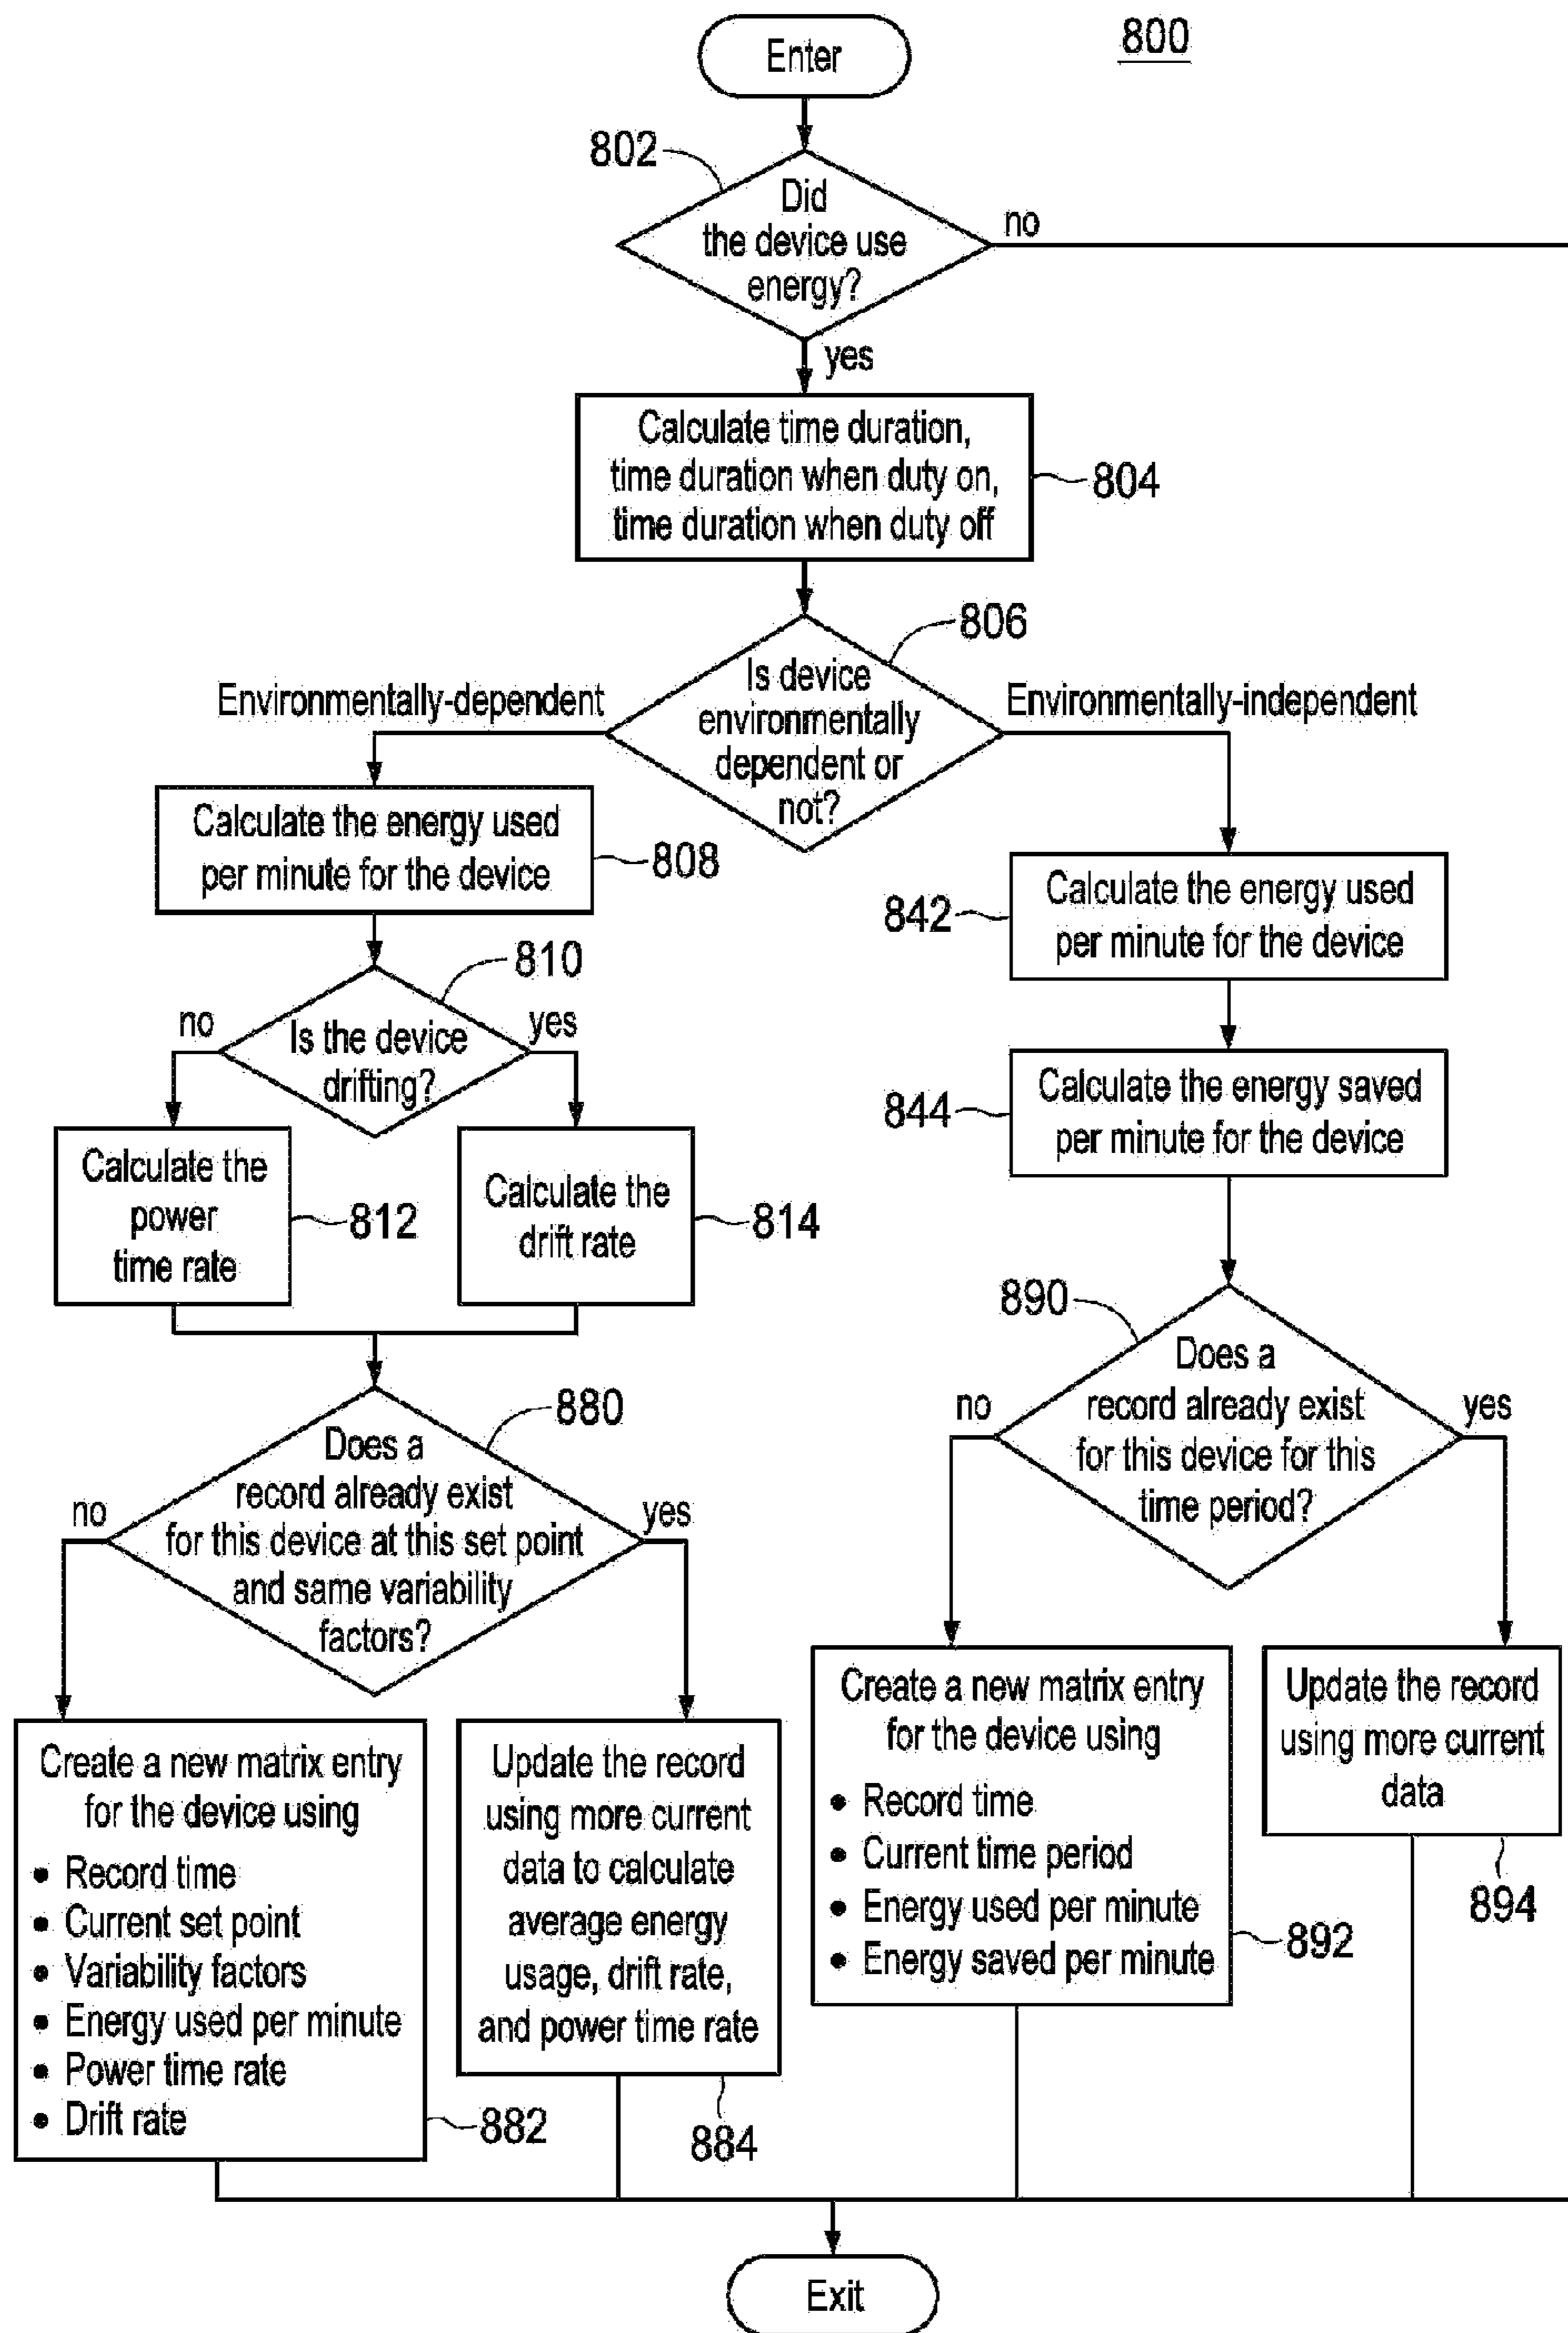 800
Enter
802
Did
the device use
energy?
no
yes
Calculate time duration,
time duration when duty on,
time duration when duty off
804
806
Is device
environmentally
dependent or
not?
Environmentally-dependent
Environmentally-independent
Calculate the energy used
per minute for the device
808
842
Calculate the energy used
per minute for the device
810
no
Is the device
drifting?
yes
844
Calculate the energy saved
per minute for the device
Calculate the
power
time rate
812
Calculate the
drift rate
814
890
Does a
record already exist
for this device for this
time period?
no
yes
880
Does a
record already exist
for this device at this set point
and same variability
factors?
no
yes
Create a new matrix entry
for the device using
• Record time
• Current set point
• Variability factors
• Energy used per minute
• Power time rate
• Drift rate
882
Update the record
using more current
data to calculate
average energy
usage, drift rate,
and power time rate
884
Create a new matrix entry
for the device using
• Record time
• Current time period
• Energy used per minute
• Energy saved per minute
892
Update the record
using more current
data
894
Exit